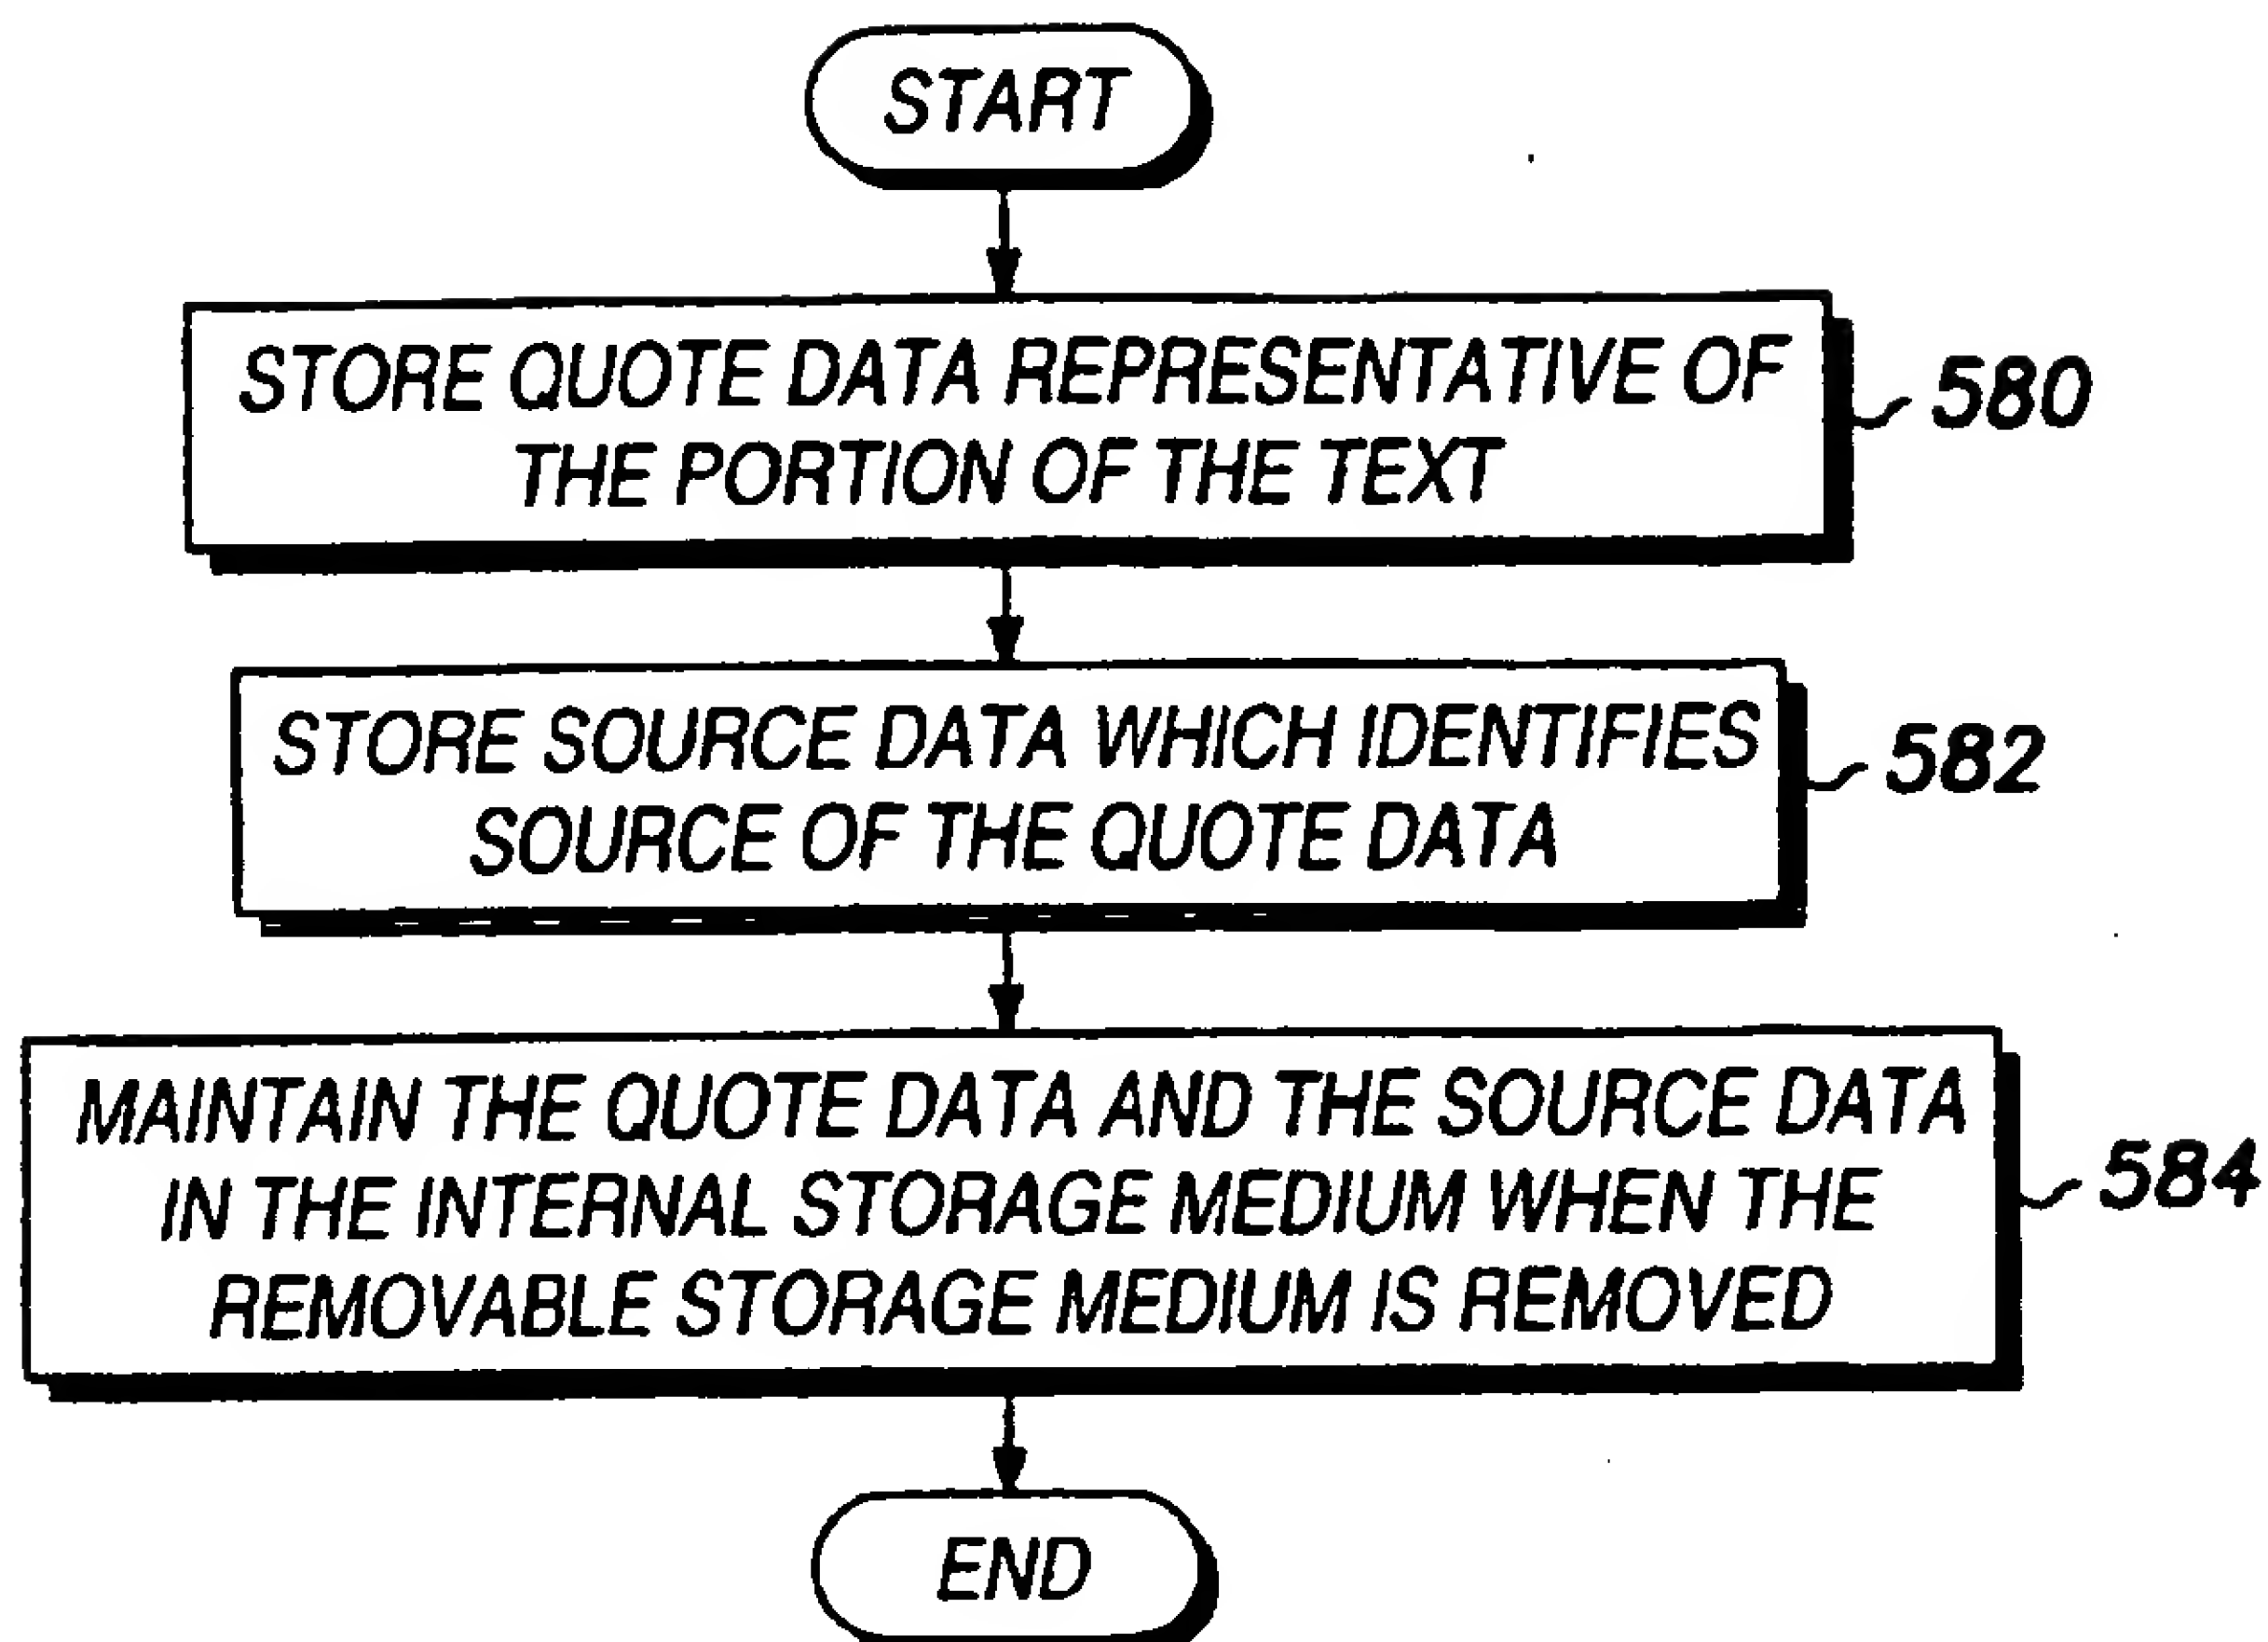 START
STORE QUOTE DATA REPRESENTATIVE OF
THE PORTION OF THE TEXT
580
STORE SOURCE DATA WHICH IDENTIFIES
SOURCE OF THE QUOTE DATA
582
MAINTAIN THE QUOTE DATA AND THE SOURCE DATA
IN THE INTERNAL STORAGE MEDIUM WHEN THE
REMOVABLE STORAGE MEDIUM IS REMOVED
584
END